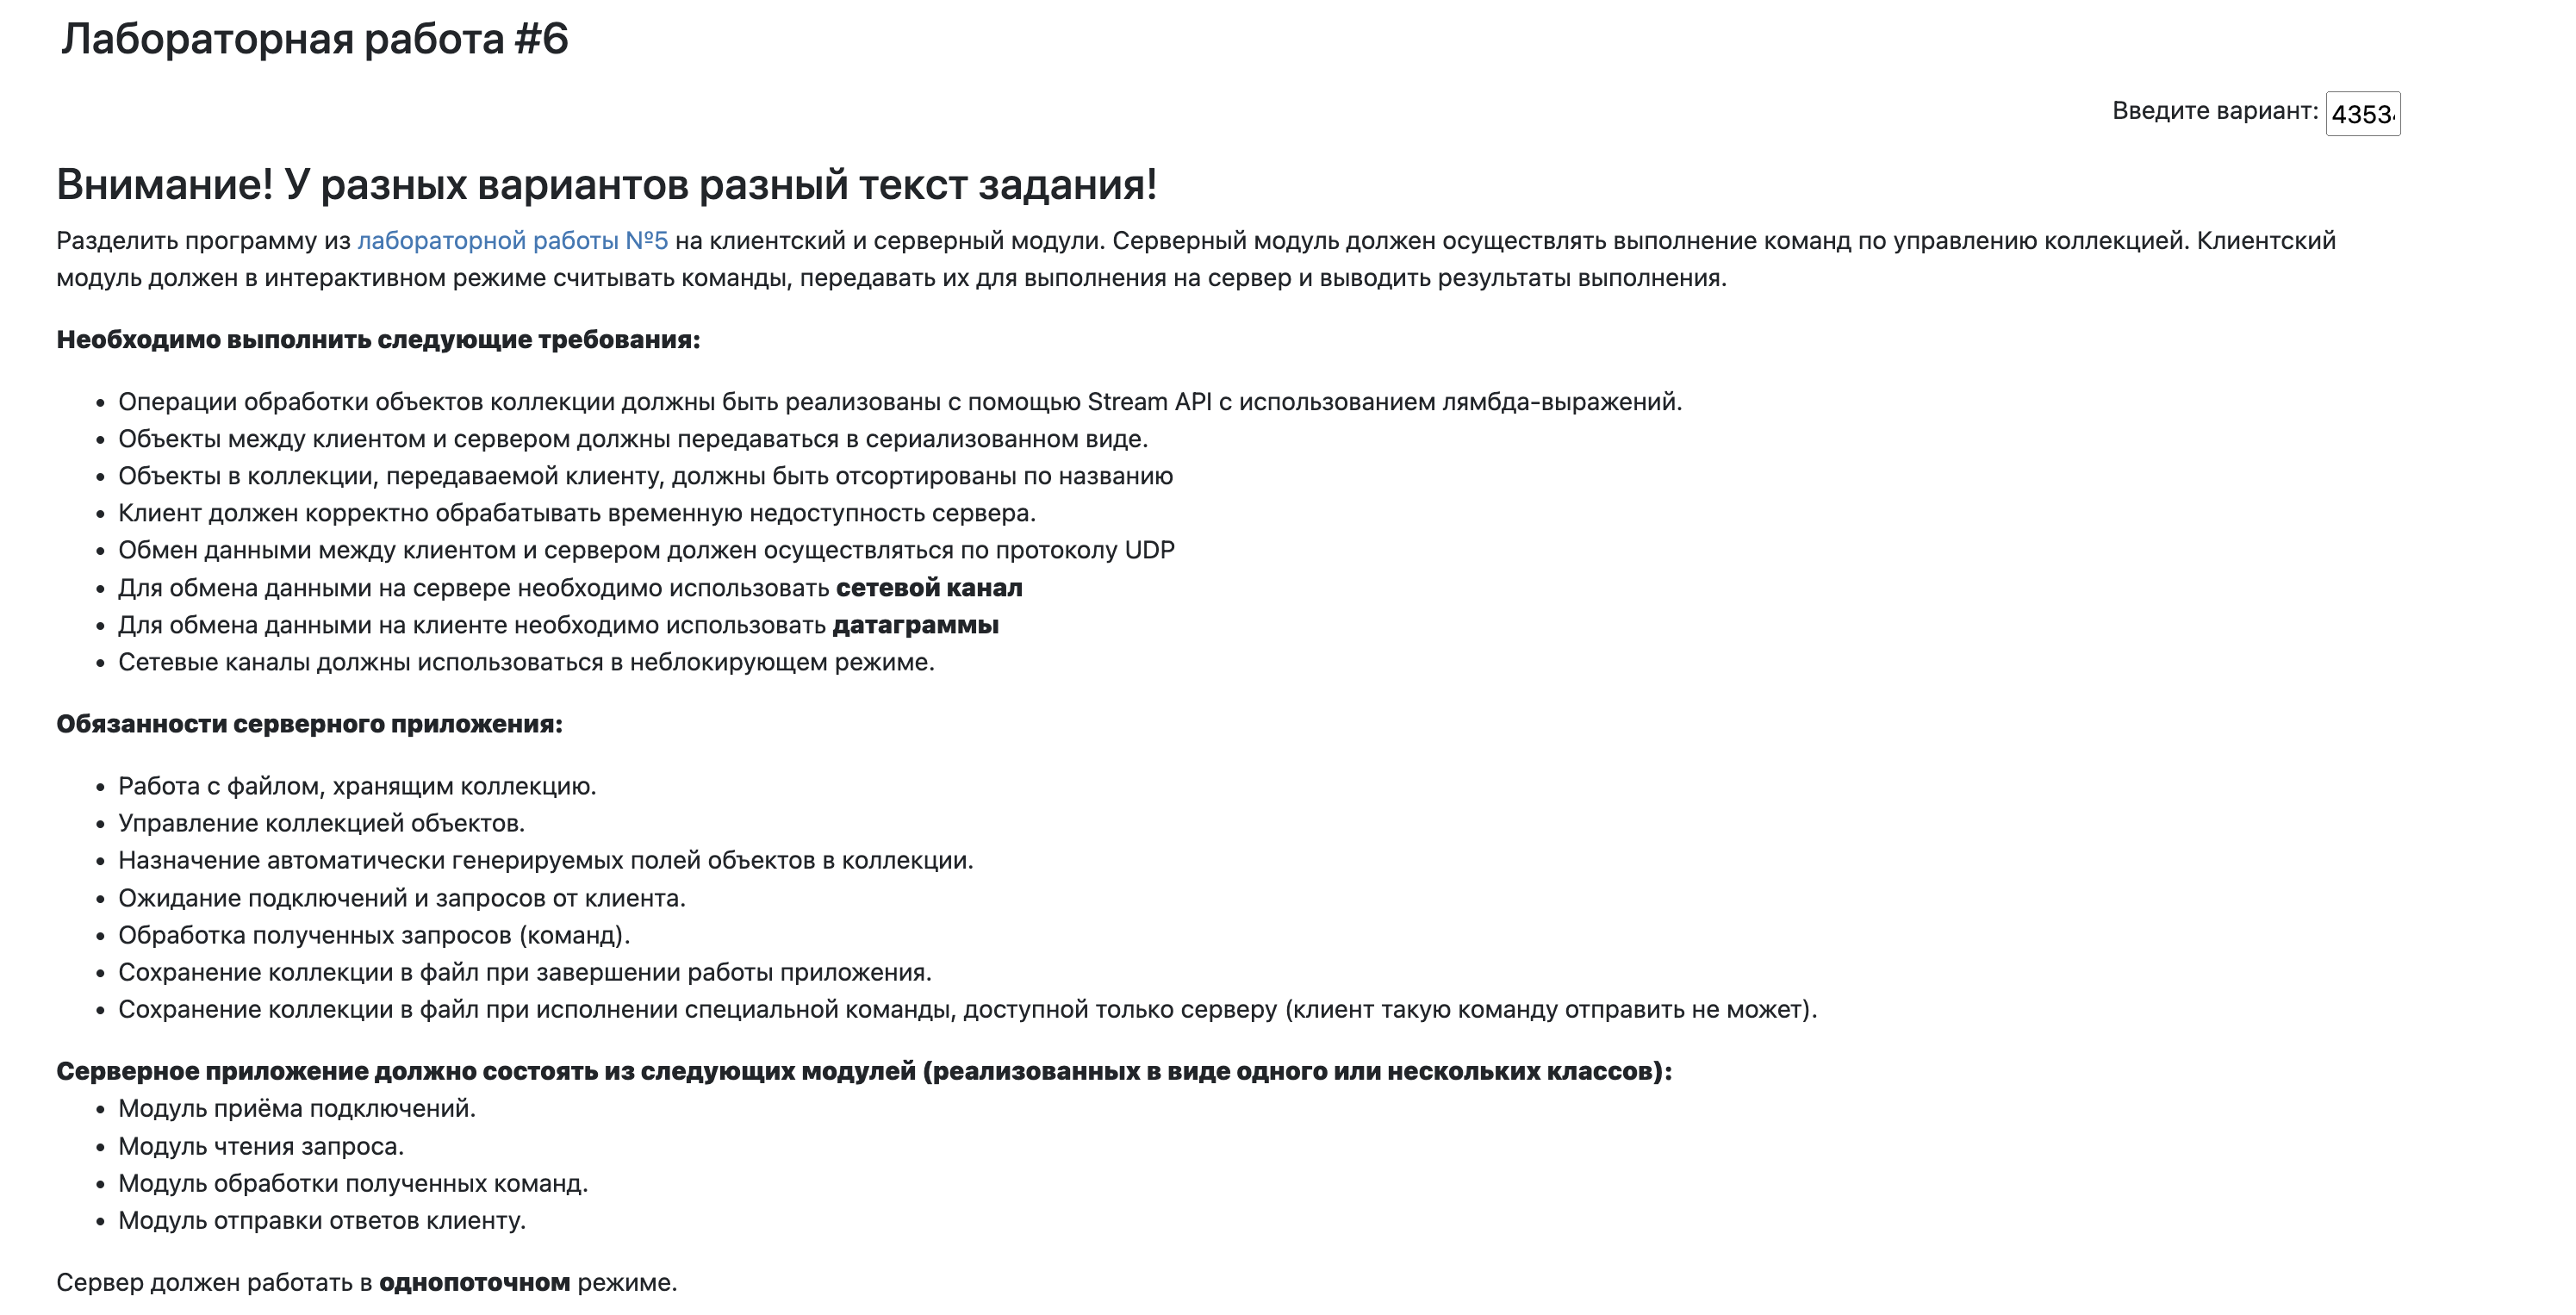 Лабораторная работа #6
Введите вариант: 4353
Внимание! У разных вариантов разный текст задания!
Разделить программу из лабораторной работы №5 на клиентский и серверный модули. Серверный модуль должен осуществлять выполнение команд по управлению коллекцией. Клиентский
модуль должен в интерактивном режиме считывать команды, передавать их для выполнения на сервер и выводить результаты выполнения.
Необходимо выполнить следующие требования:
• Операции обработки объектов коллекции должны быть реализованы с помощью Stream API с использованием лямбда-выражений.
• Объекты между клиентом и сервером должны передаваться в сериализованном виде.
• Объекты в коллекции, передаваемой клиенту, должны быть отсортированы по названию
• Клиент должен корректно обрабатывать временную недоступность сервера.
• Обмен данными между клиентом и сервером должен осуществляться по протоколу UDP
• Для обмена данными на сервере необходимо использовать сетевой канал
• Для обмена данными на клиенте необходимо использовать датаграммы
• Сетевые каналы должны использоваться в неблокирующем режиме.
Обязанности серверного приложения:
• Работа с файлом, хранящим коллекцию.
• Управление коллекцией объектов.
• Назначение автоматически генерируемых полей объектов в коллекции.
• Ожидание подключений и запросов от клиента.
• Обработка полученных запросов (команд).
• Сохранение коллекции в файл при завершении работы приложения.
• Сохранение коллекции в файл при исполнении специальной команды, доступной только серверу (клиент такую команду отправить не может).
Серверное приложение должно состоять из следующих модулей (реализованных в виде одного или нескольких классов):
• Модуль приёма подключений.
• Модуль чтения запроса.
• Модуль обработки полученных команд.
• Модуль отправки ответов клиенту.
Сервер должен работать в однопоточном режиме.